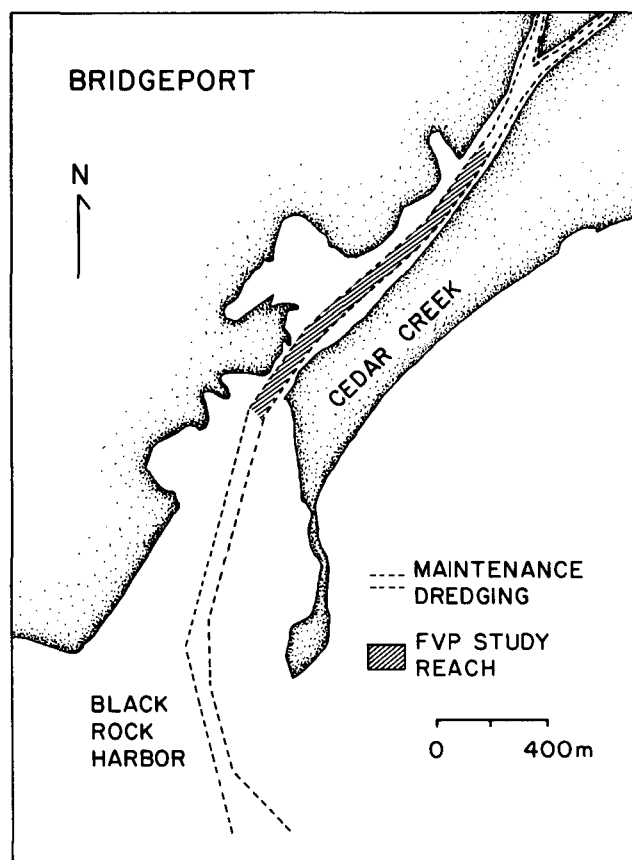 BRIDGEPORT
N
CEDAR CREEK
MAINTENANCE
DREDGING
FVP STUDY
REACH
BLACK
ROCK
HARBOR
0 400m